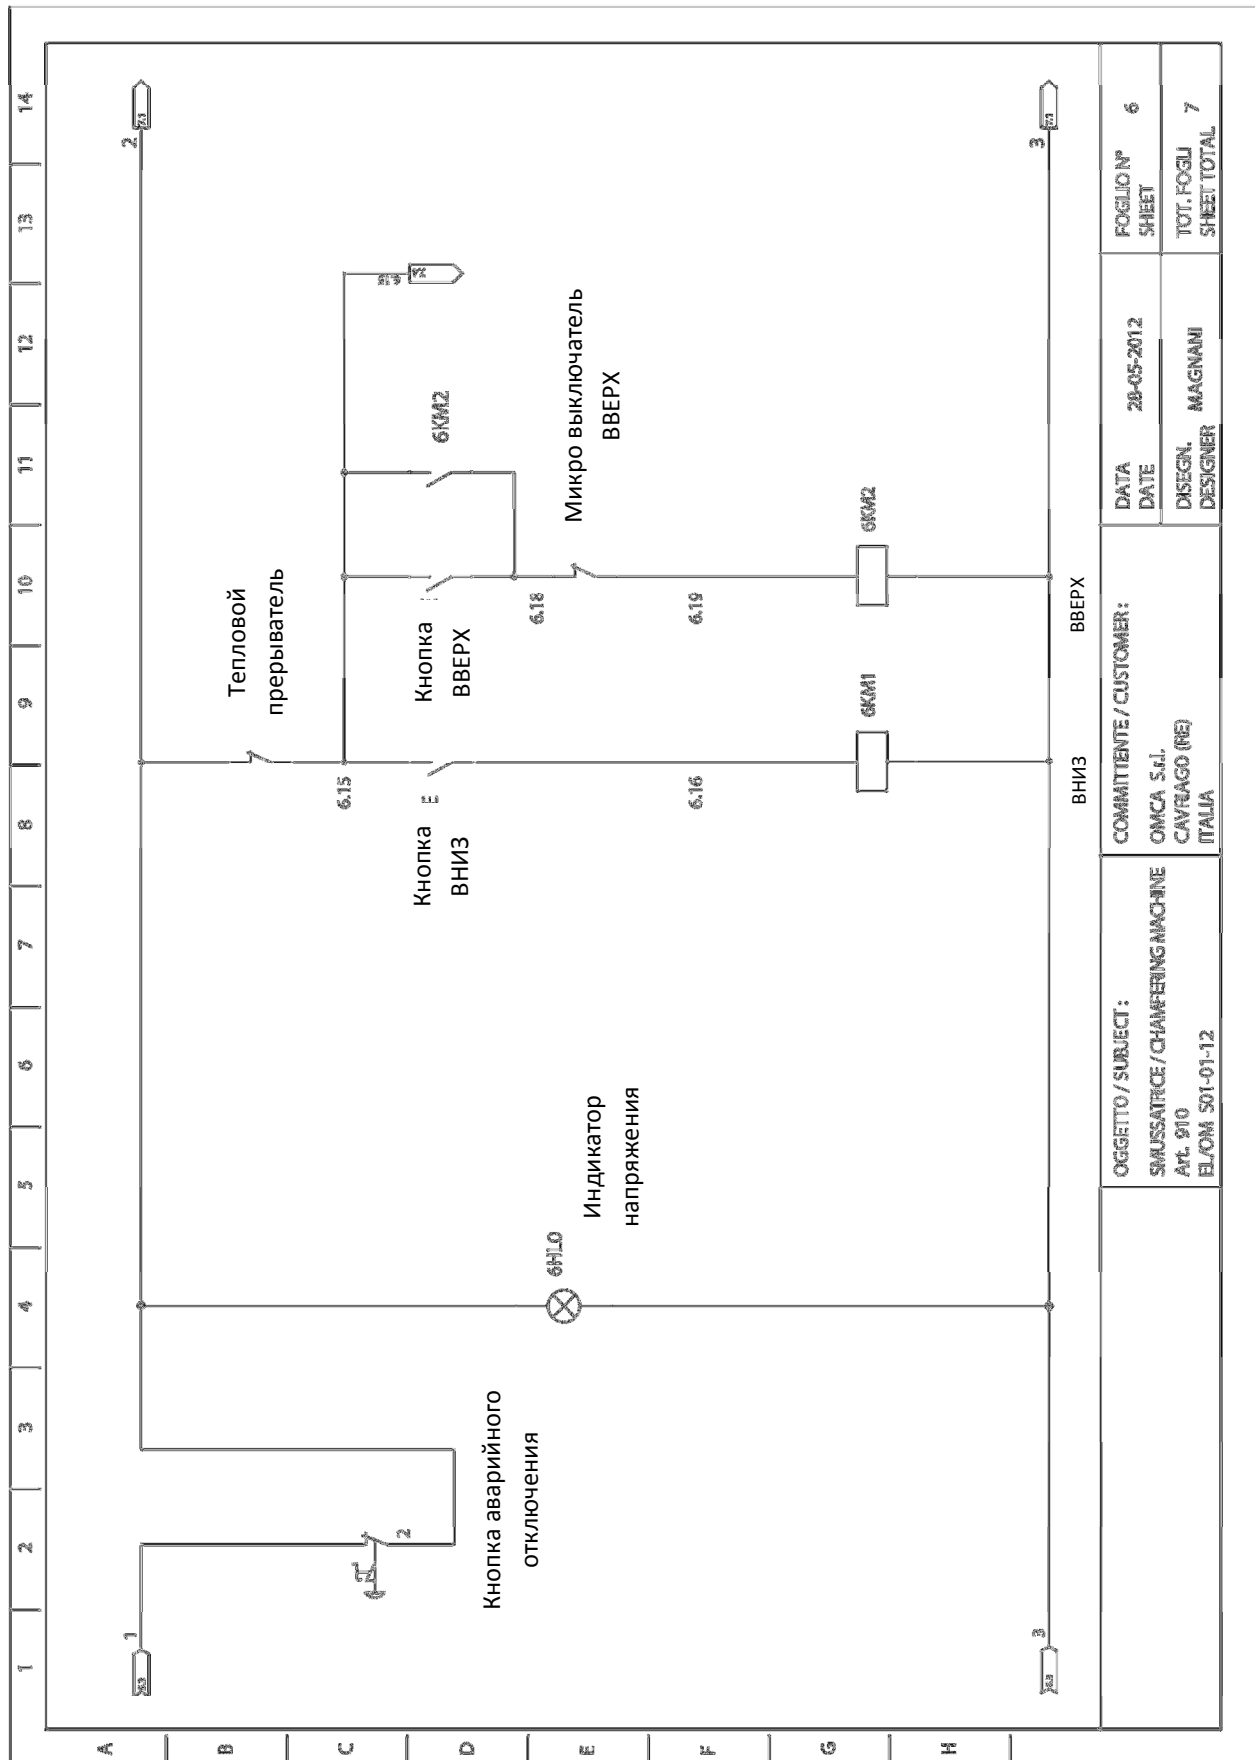 1 2 3 4 5 6 7 8 9 10 11 12 13 14
A
B
C
D
E
F
G
H
1
2
2
3
3
Кнопка аварийного
отключения
6HL0
Индикатор
напряжения
Тепловой
прерыватель
6.15
Кнопка
ВНИЗ
E
6.16
6KM1
ВНИЗ
Кнопка
ВВЕРХ
6.18
6.19
6KM2
ВВЕРХ
6KM2
Микро выключатель
ВВЕРХ
OGGETTO / SUBJECT :
SMUSSATRICE / CHAMFERING MACHINE
Art. 910
EL/OM S01-01-12
COMMITTENTE / CUSTOMER :
OMCA S.r.l.
CAVRIAGO (RE)
ITALIA
DATA 28-05-2012
DATE
DISEGN. MAGNANI
DESIGNER
FOGLIO N° 6
SHEET
TOT. FOGLI 7
SHEET TOTAL